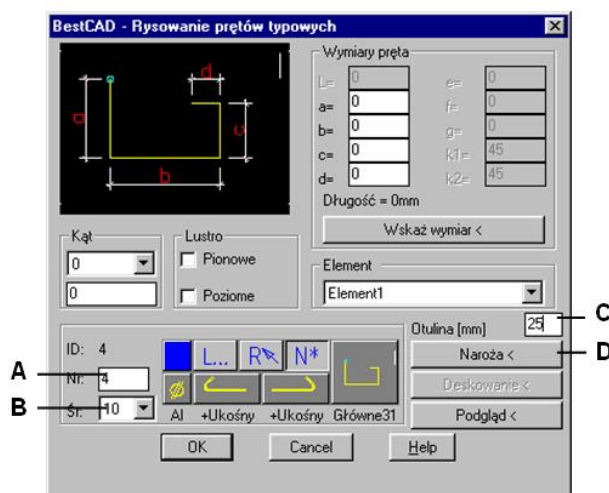 BestCAD - Rysowanie prętów typowych
d
a
c
b
Wymiary pręta
L= 0 e= 0
a= 0 f= 0
b= 0 g= 0
c= 0 k1= 45
d= 0 k2= 45
Długość = 0mm
Wskaż wymiar <
Kąt
0
0
Lustro
Pionowe
Poziome
Element
Element1
Otulina [mm] 25 C
Naroża < D
Deskowanie <
Podgląd <
ID: 4
A Nr: 4
B Śr: 10
L... R N*
Al +Ukośny +Ukośny Główne31
OK Cancel Help